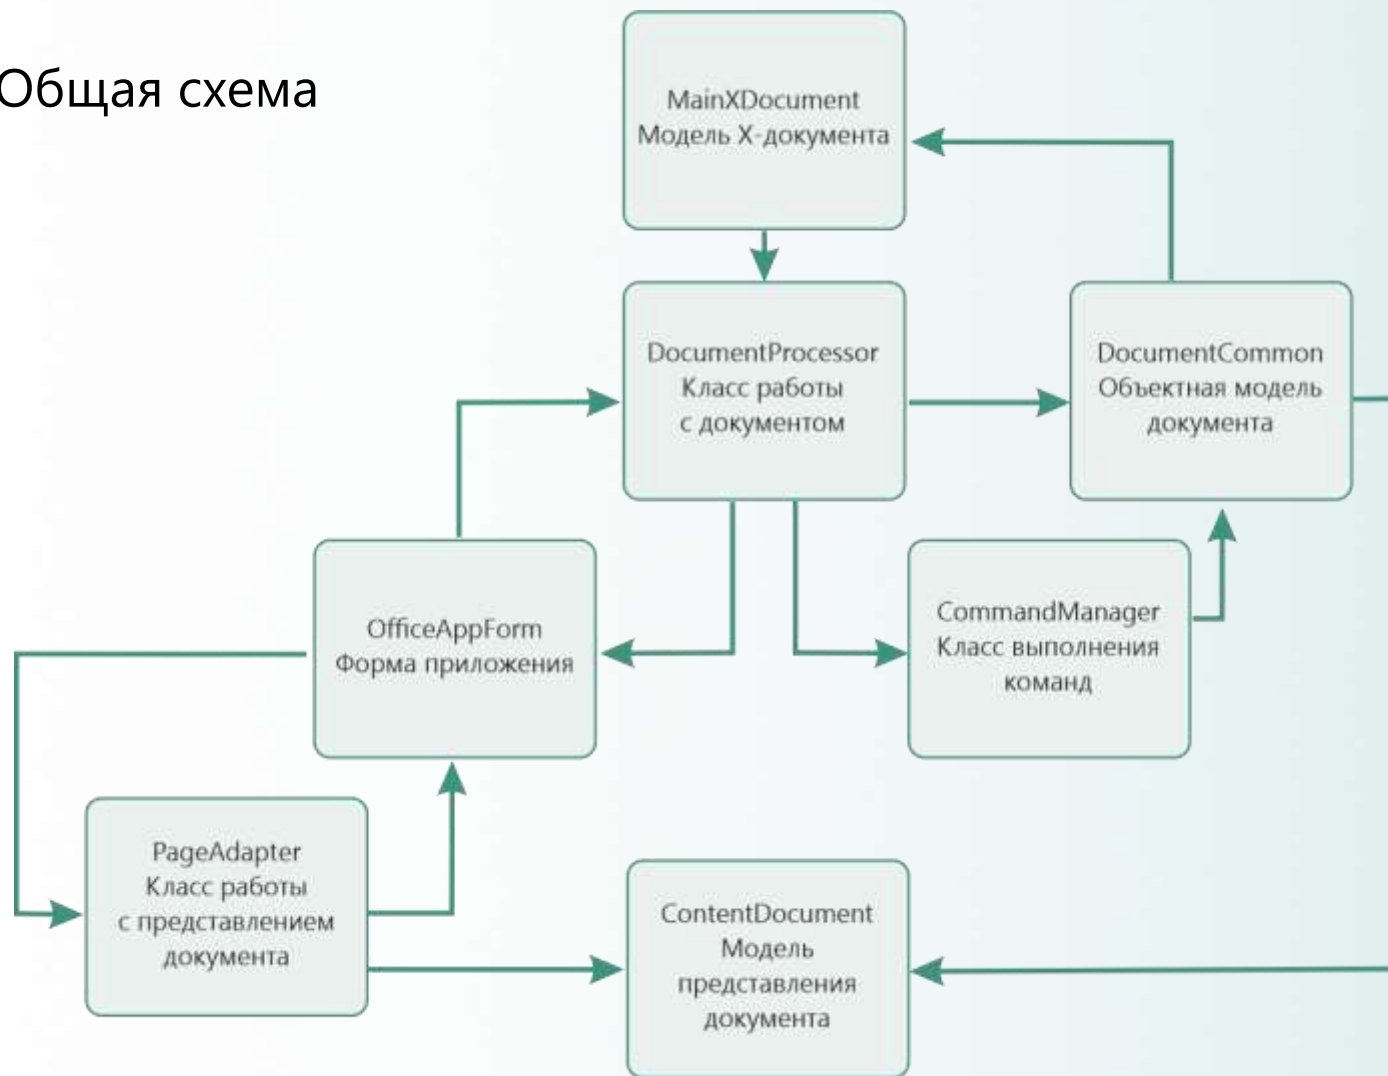 Общая схема
MainXDocument
Модель X-документа
DocumentProcessor
Класс работы
с документом
DocumentCommon
Объектная модель
документа
OfficeAppForm
Форма приложения
CommandManager
Класс выполнения
команд
PageAdapter
Класс работы
с представлением
документа
ContentDocument
Модель
представления
документа